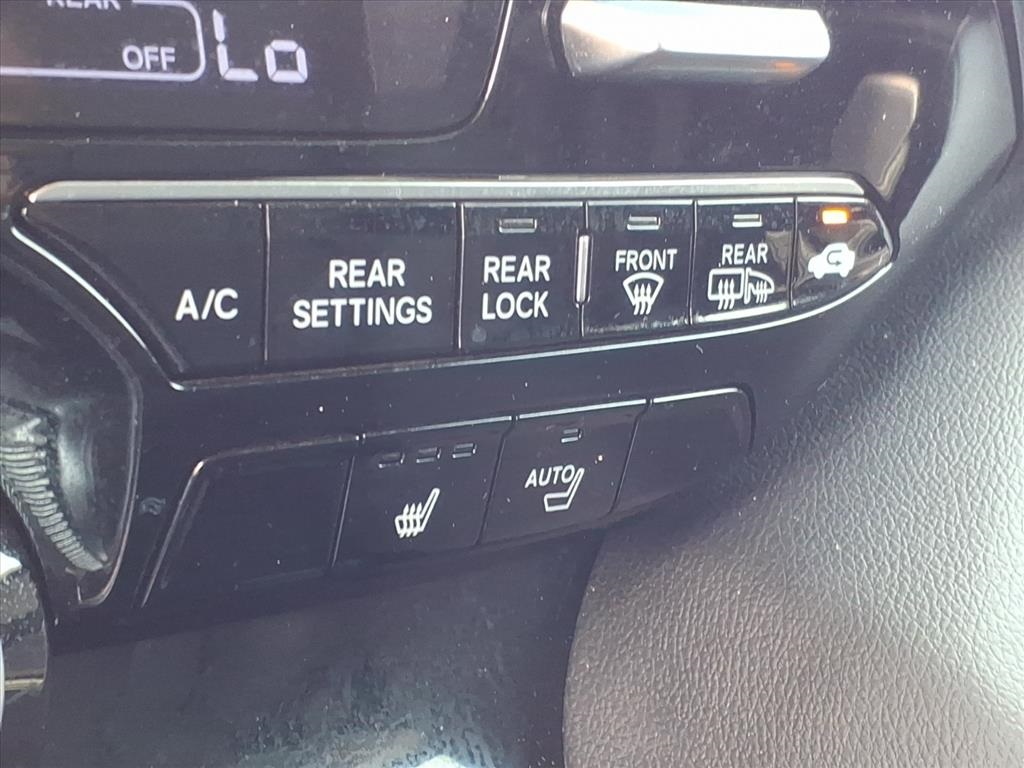 REAR
OFF
Lo
A/C
REAR
SETTINGS
REAR
LOCK
FRONT
REAR
AUTO